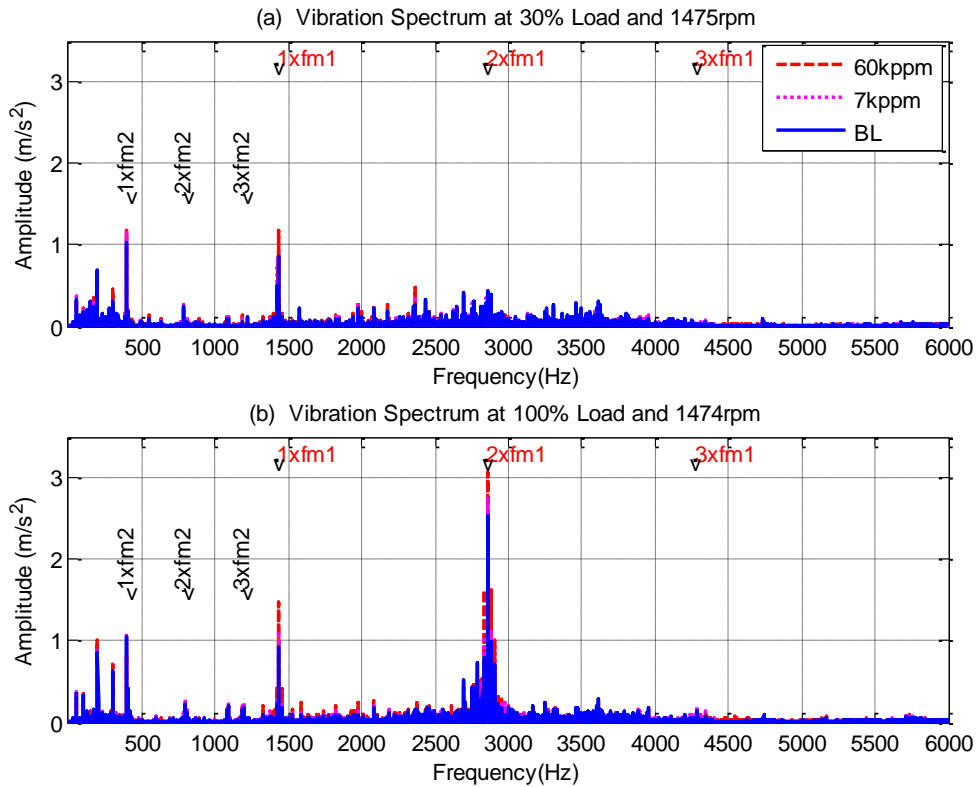 (a) Vibration Spectrum at 30% Load and 1475rpm
1xfm1
2xfm1
3xfm1
60kppm
7kppm
BL
<1xfm2
<2xfm2
<3xfm2
Amplitude (m/s²)
3
2
1
0
500 1000 1500 2000 2500 3000 3500 4000 4500 5000 5500 6000
Frequency(Hz)
(b) Vibration Spectrum at 100% Load and 1474rpm
1xfm1
2xfm1
3xfm1
<1xfm2
<2xfm2
<3xfm2
Amplitude (m/s²)
3
2
1
0
500 1000 1500 2000 2500 3000 3500 4000 4500 5000 5500 6000
Frequency(Hz)